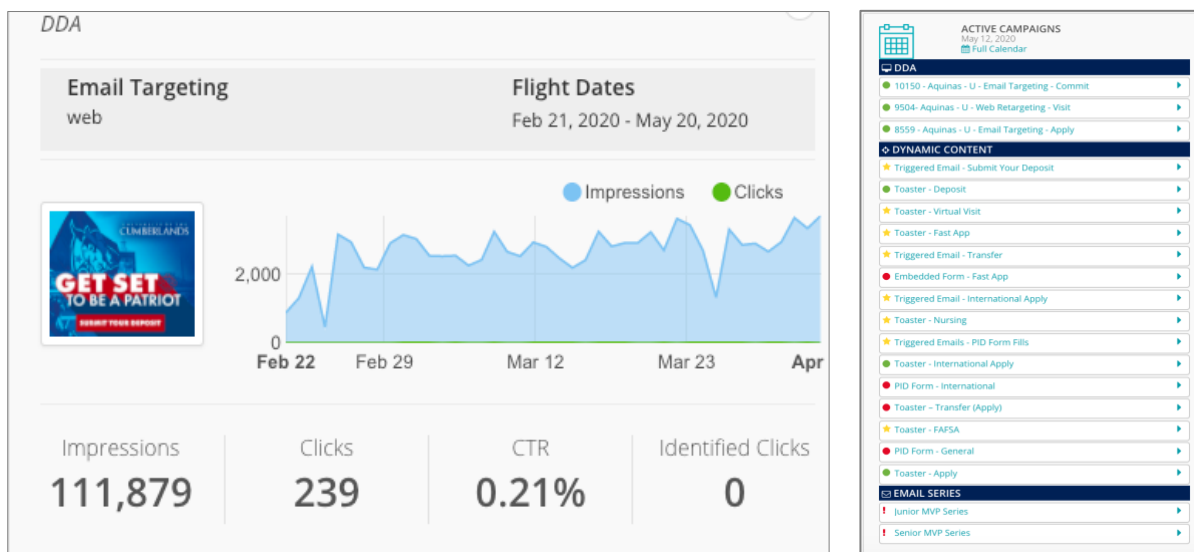 DDA
Email Targeting
web
Flight Dates
Feb 21, 2020 - May 20, 2020
Impressions
Clicks
CUMBERLANDS
GET SET
TO BE A PATRIOT
SUBMIT YOUR DEPOSIT
2,000
0
Feb 22
Feb 29
Mar 12
Mar 23
Apr
Impressions
Clicks
CTR
Identified Clicks
111,879
239
0.21%
0
ACTIVE CAMPAIGNS
May 12, 2020
Full Calendar
DDA
10150 - Aquinas - U - Email Targeting - Commit
9504- Aquinas - U - Web Retargeting - Visit
8559 - Aquinas - U - Email Targeting - Apply
DYNAMIC CONTENT
Triggered Email - Submit Your Deposit
Toaster - Deposit
Toaster - Virtual Visit
Toaster - Fast App
Triggered Email - Transfer
Embedded Form - Fast App
Triggered Email - International Apply
Toaster - Nursing
Triggered Emails - PID Form Fills
Toaster - International Apply
PID Form - International
Toaster – Transfer (Apply)
Toaster - FAFSA
PID Form - General
Toaster - Apply
EMAIL SERIES
Junior MVP Series
Senior MVP Series